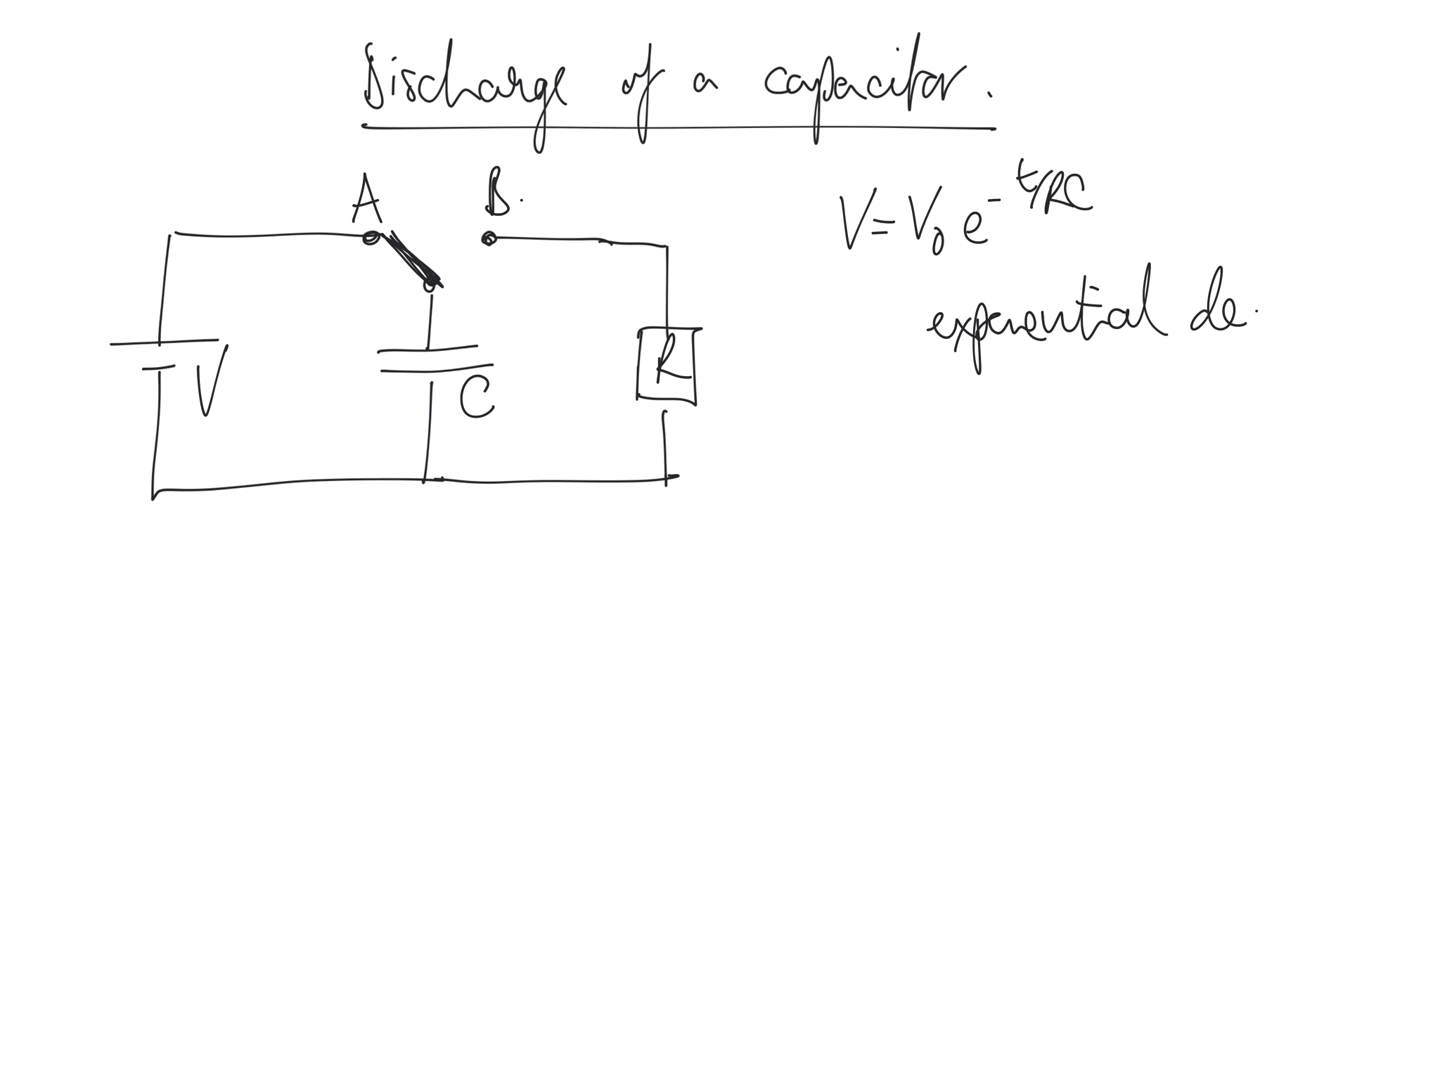 Discharge of a capacitor.
A
B.
V = V₀ e^(-t/RC)
exponential de.
V
C
R